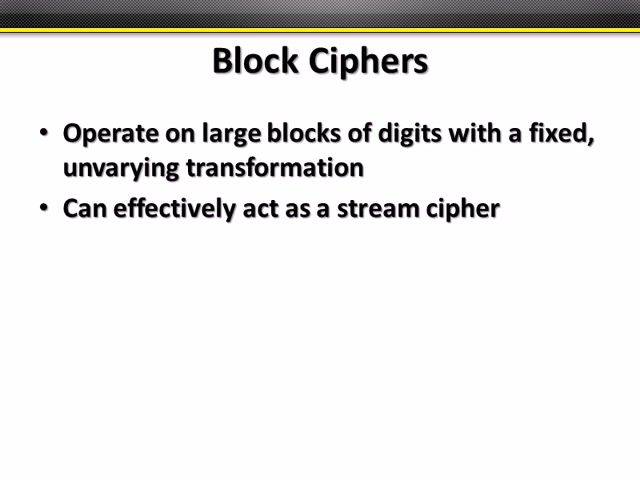 Block Ciphers
• Operate on large blocks of digits with a fixed,
unvarying transformation
• Can effectively act as a stream cipher